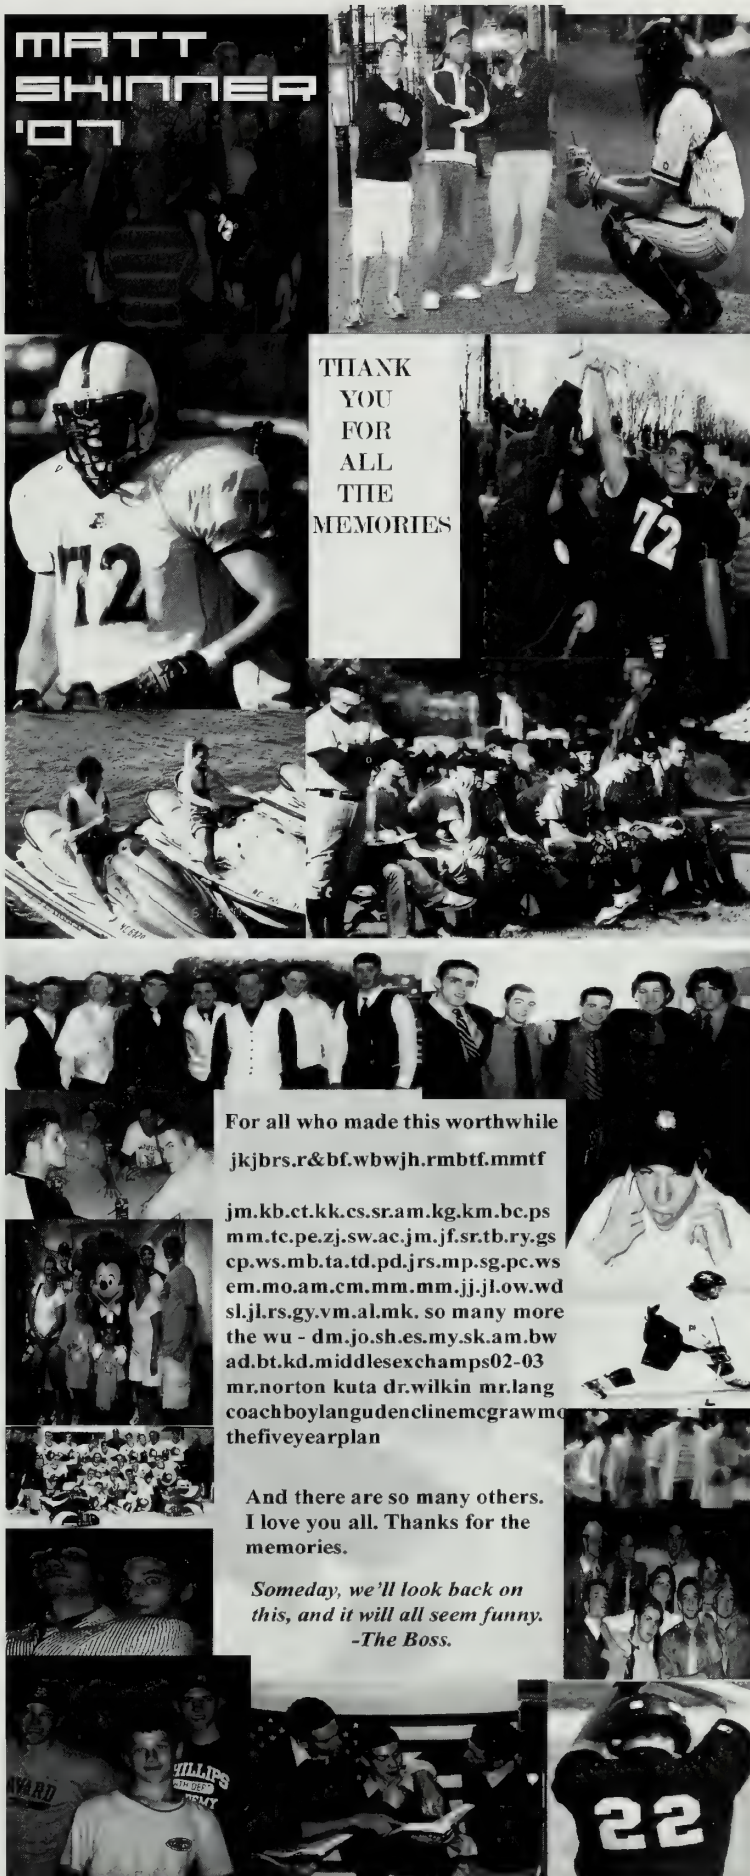 MATT
SKINNER
'07
THANK
YOU
FOR
ALL
THE
MEMORIES
72
72
For all who made this worthwhile
jkjbrs.r&bf.wbwjh.rmbtf.mmtf
jm.kb.ct.kk.cs.sr.am.kg.km.bc.ps
mm.tc.pe.zj.sw.ac.jm.jf.sr.tb.ry.gs
cp.ws.mb.ta.td.pd.jrs.mp.sg.pc.ws
em.mo.am.cm.mm.mm.jj.jl.ow.wd
sl.jl.rs.gy.vm.al.mk. so many more
the wu - dm.jo.sh.es.my.sk.am.bw
ad.bt.kd.middlesexchamps02-03
mr.norton kuta dr.wilkin mr.lang
coachboylangudenclinemcgrawmo
thefiveyearplan
And there are so many others.
I love you all. Thanks for the
memories.
Someday, we'll look back on
this, and it will all seem funny.
-The Boss.
22